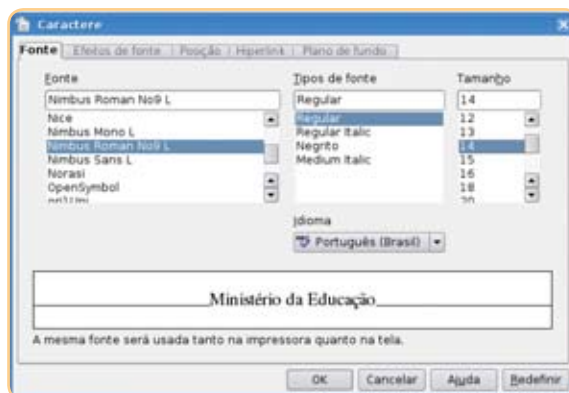 Caractere
Fonte Efeitos de fonte Posição Hiperlink Plano de fundo
Fonte Tipos de fonte Tamanho
Nimbus Roman No9 L Regular 14
Nice Regular 12
Nimbus Mono L Regular Italic 13
Nimbus Roman No9 L Negrito 14
Nimbus Sans L Medium Italic 15
Norasi 16
OpenSymbol 18
20
Idioma
Português (Brasil)
Ministério da Educação
A mesma fonte será usada tanto na impressora quanto na tela.
OK Cancelar Ajuda Redefinir